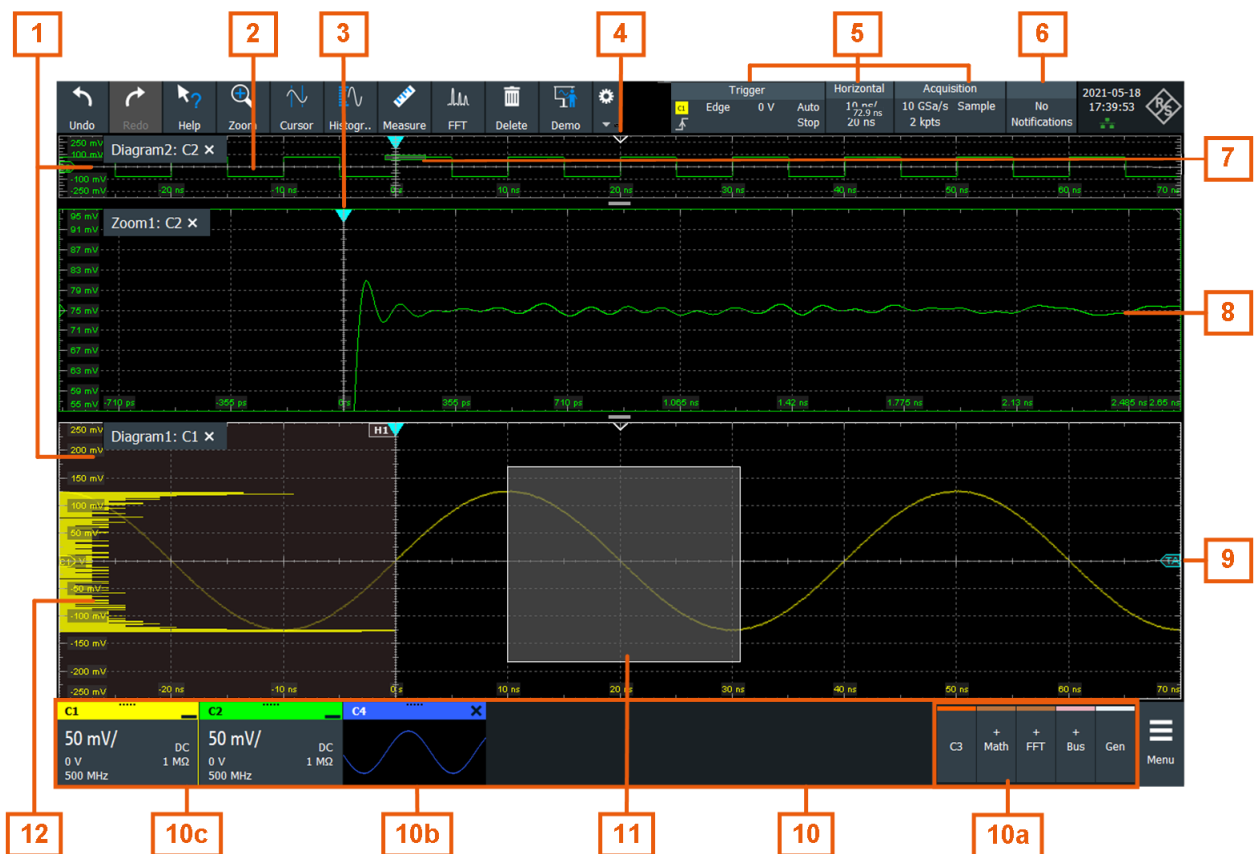 1 2 3 4 5 6
Undo Redo Help Zoom Cursor Histogr.. Measure FFT Delete Demo
Trigger Horizontal Acquisition
C1 Edge 0 V Auto 10 ns/ 10 GSa/s Sample No 2021-05-18
72.9 ns
Stop 20 ns 2 kpts Notifications 17:39:53
R&S
250 mV
100 mV
Diagram2: C2 ✕
7
-100 mV
-250 mV
-20 ns -10 ns 0 s 10 ns 20 ns 30 ns 40 ns 50 ns 60 ns 70 ns
95 mV
Zoom1: C2 ✕
91 mV
87 mV
83 mV
79 mV
75 mV
8
71 mV
67 mV
63 mV
59 mV
55 mV
-710 ps -355 ps 0 s 355 ps 710 ps 1.065 ns 1.42 ns 1.775 ns 2.13 ns 2.485 ns 2.65 ns
250 mV
Diagram1: C1 ✕
H1
200 mV
150 mV
100 mV
50 mV
TA
9
-50 mV
-100 mV
-150 mV
-200 mV
-250 mV
-20 ns -10 ns 0 s 10 ns 20 ns 30 ns 40 ns 50 ns 60 ns 70 ns
C1 C2 C4 ✕
50 mV/ 50 mV/
DC DC
0 V 1 MΩ 0 V 1 MΩ
500 MHz 500 MHz
C3 + Math + FFT + Bus Gen
Menu
12 10c 10b 11 10 10a